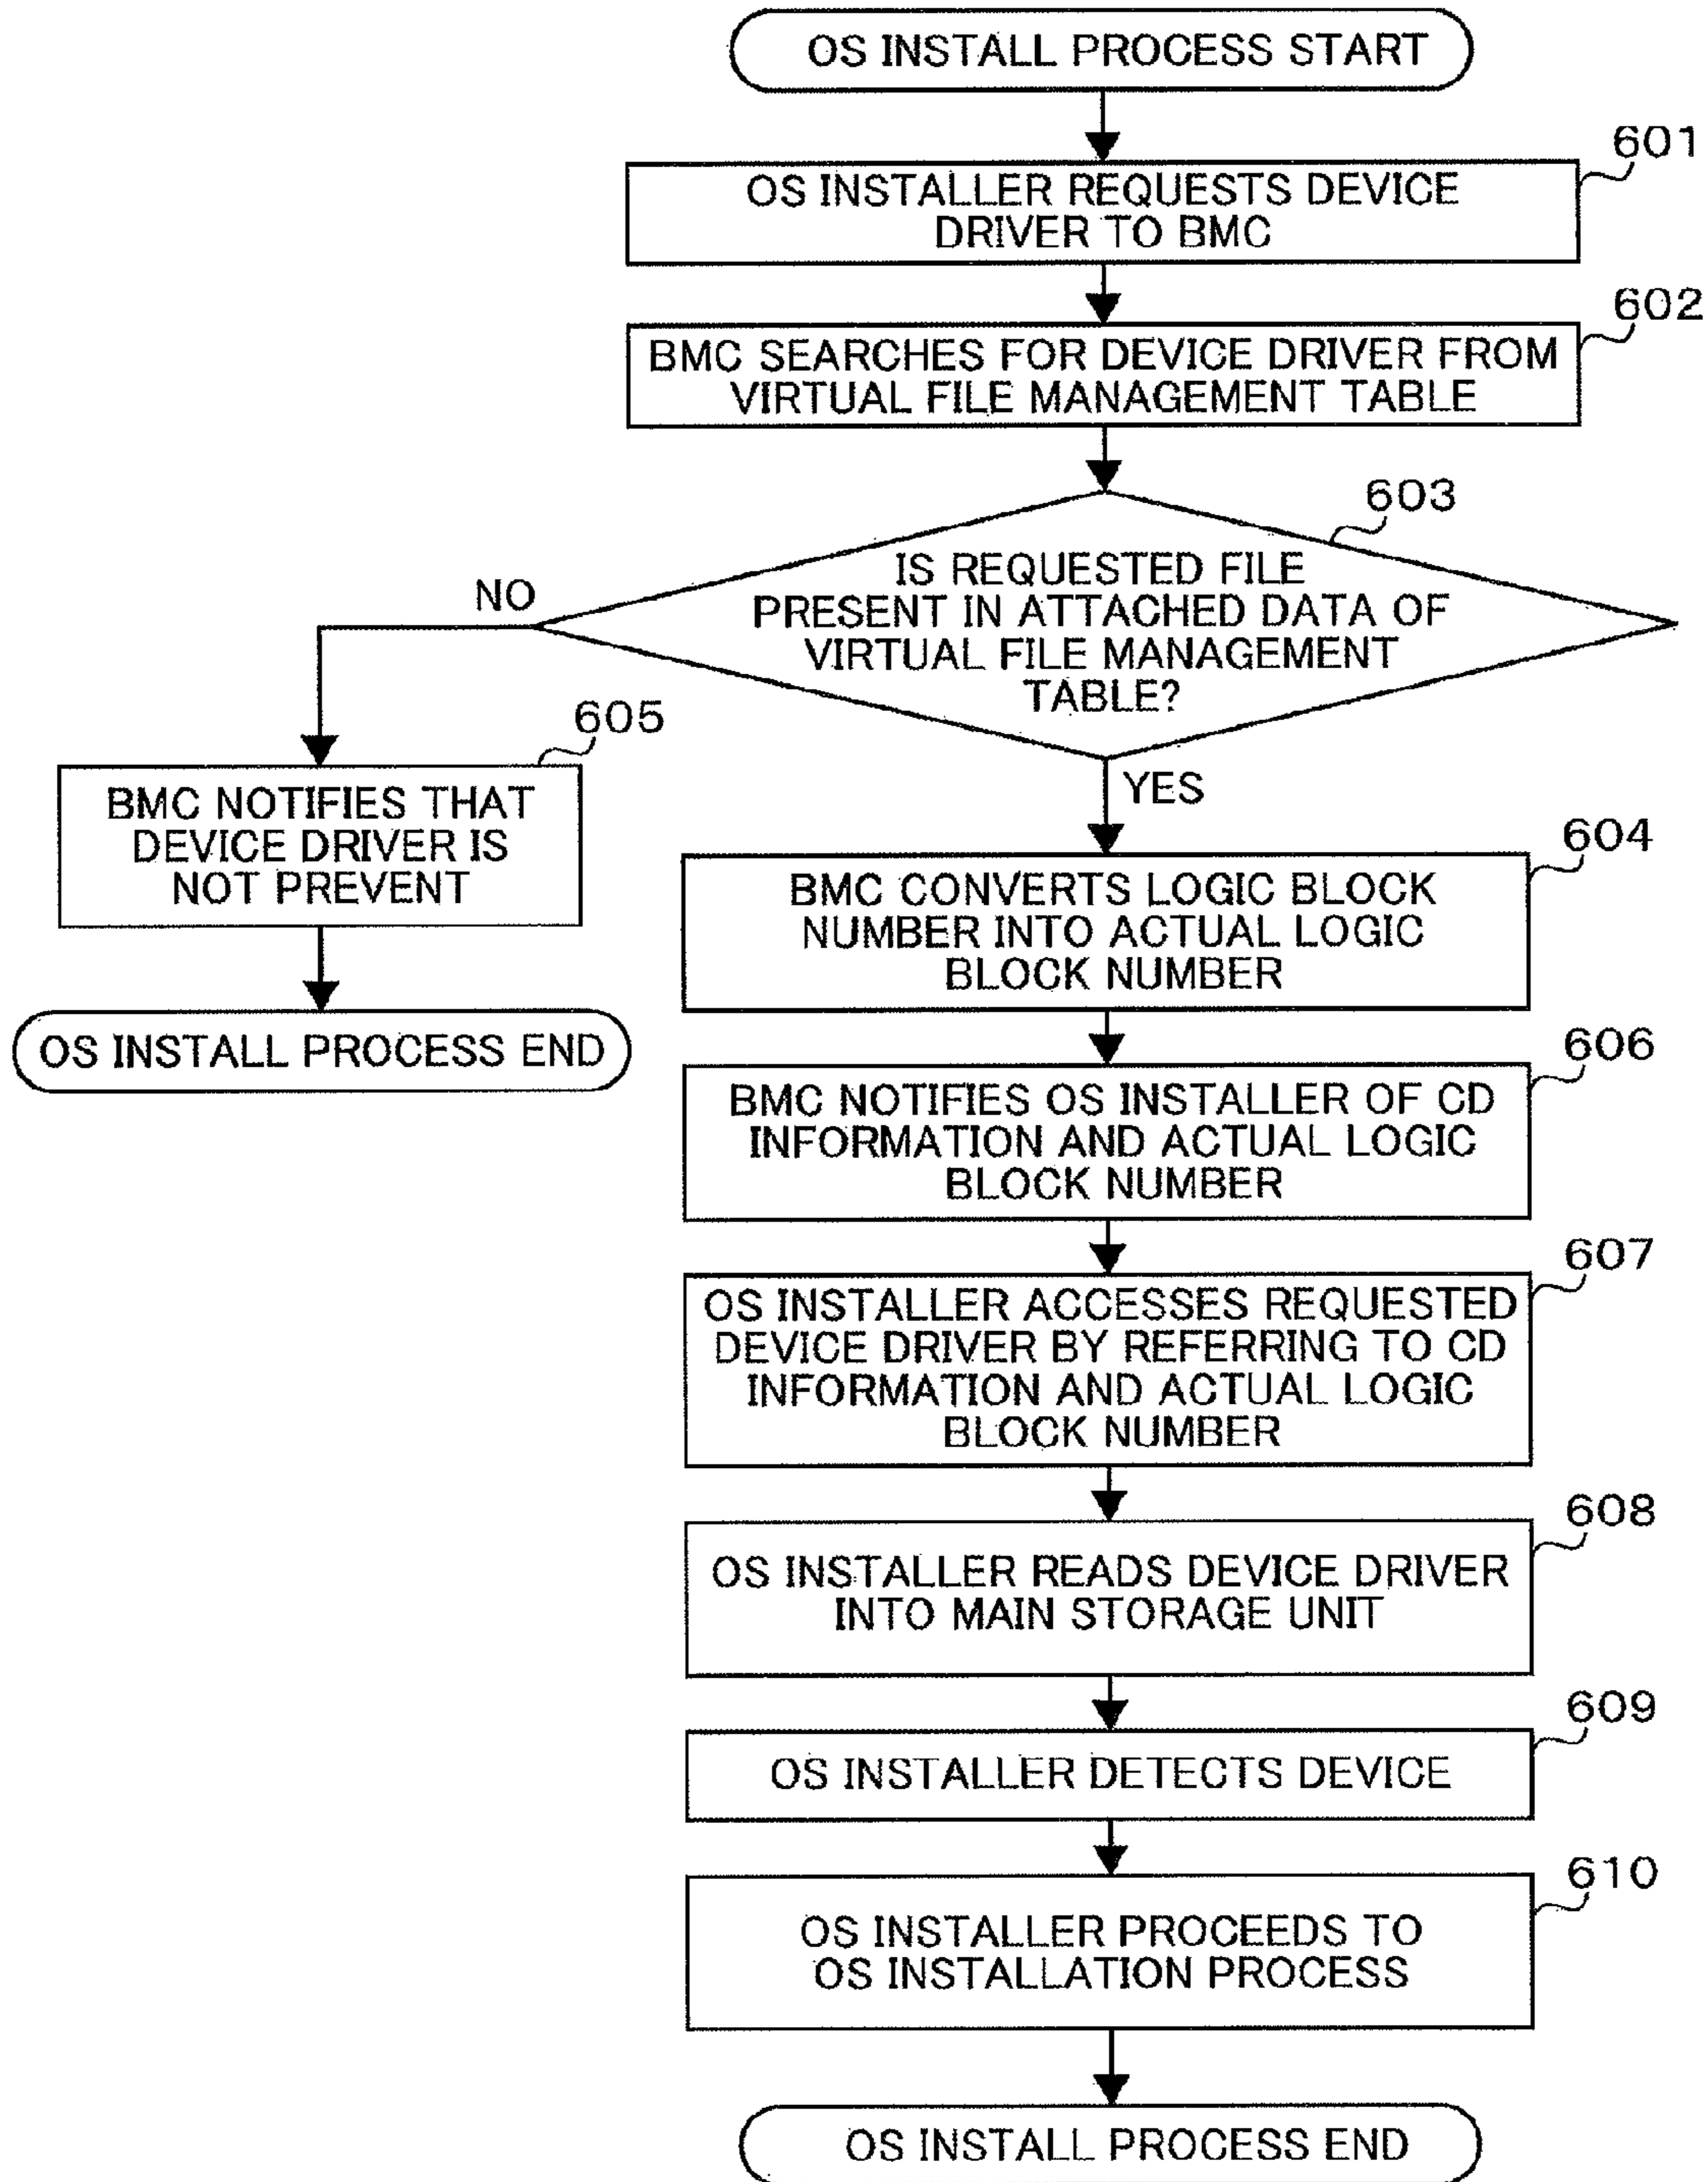 OS INSTALL PROCESS START
601
OS INSTALLER REQUESTS DEVICE
DRIVER TO BMC
602
BMC SEARCHES FOR DEVICE DRIVER FROM
VIRTUAL FILE MANAGEMENT TABLE
603
IS REQUESTED FILE
PRESENT IN ATTACHED DATA OF
VIRTUAL FILE MANAGEMENT
TABLE?
NO
YES
605
BMC NOTIFIES THAT
DEVICE DRIVER IS
NOT PREVENT
OS INSTALL PROCESS END
604
BMC CONVERTS LOGIC BLOCK
NUMBER INTO ACTUAL LOGIC
BLOCK NUMBER
606
BMC NOTIFIES OS INSTALLER OF CD
INFORMATION AND ACTUAL LOGIC
BLOCK NUMBER
607
OS INSTALLER ACCESSES REQUESTED
DEVICE DRIVER BY REFERRING TO CD
INFORMATION AND ACTUAL LOGIC
BLOCK NUMBER
608
OS INSTALLER READS DEVICE DRIVER
INTO MAIN STORAGE UNIT
609
OS INSTALLER DETECTS DEVICE
610
OS INSTALLER PROCEEDS TO
OS INSTALLATION PROCESS
OS INSTALL PROCESS END